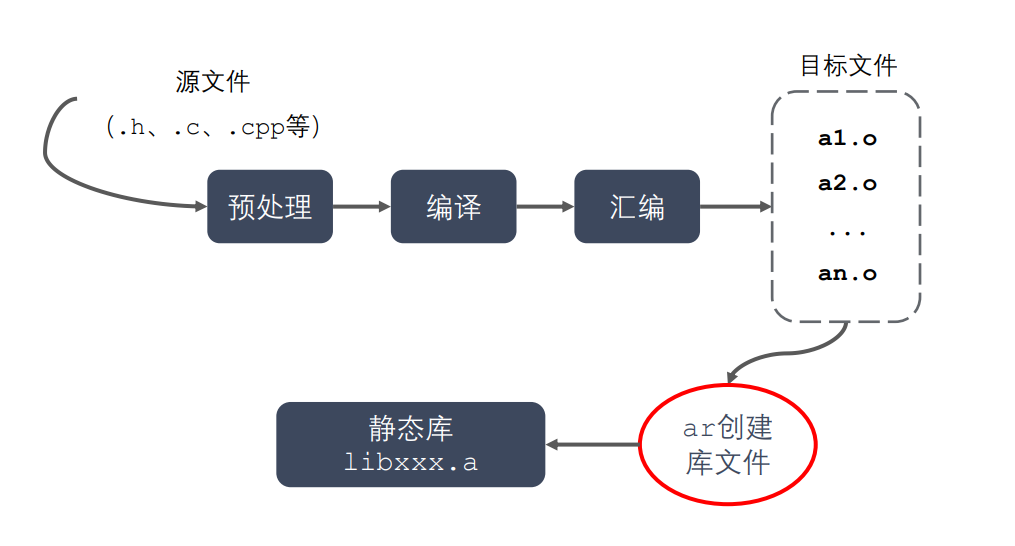 源文件
（.h、.c、.cpp等）
目标文件
a1.o
a2.o
...
an.o
预处理
编译
汇编
ar创建
库文件
静态库
libxxx.a